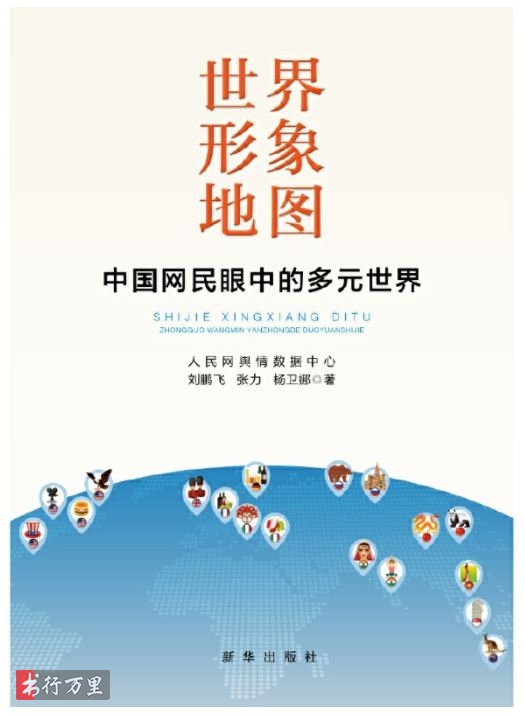 世界
形象
地图
中国网民眼中的多元世界
SHIJIE XINGXIANG DITU
ZHONGGUO WANGMIN YANZHONGDE DUOYUANSHIJIE
人民网舆情数据中心
刘鹏飞 张力 杨卫娜◎著
新华出版社
书行万里